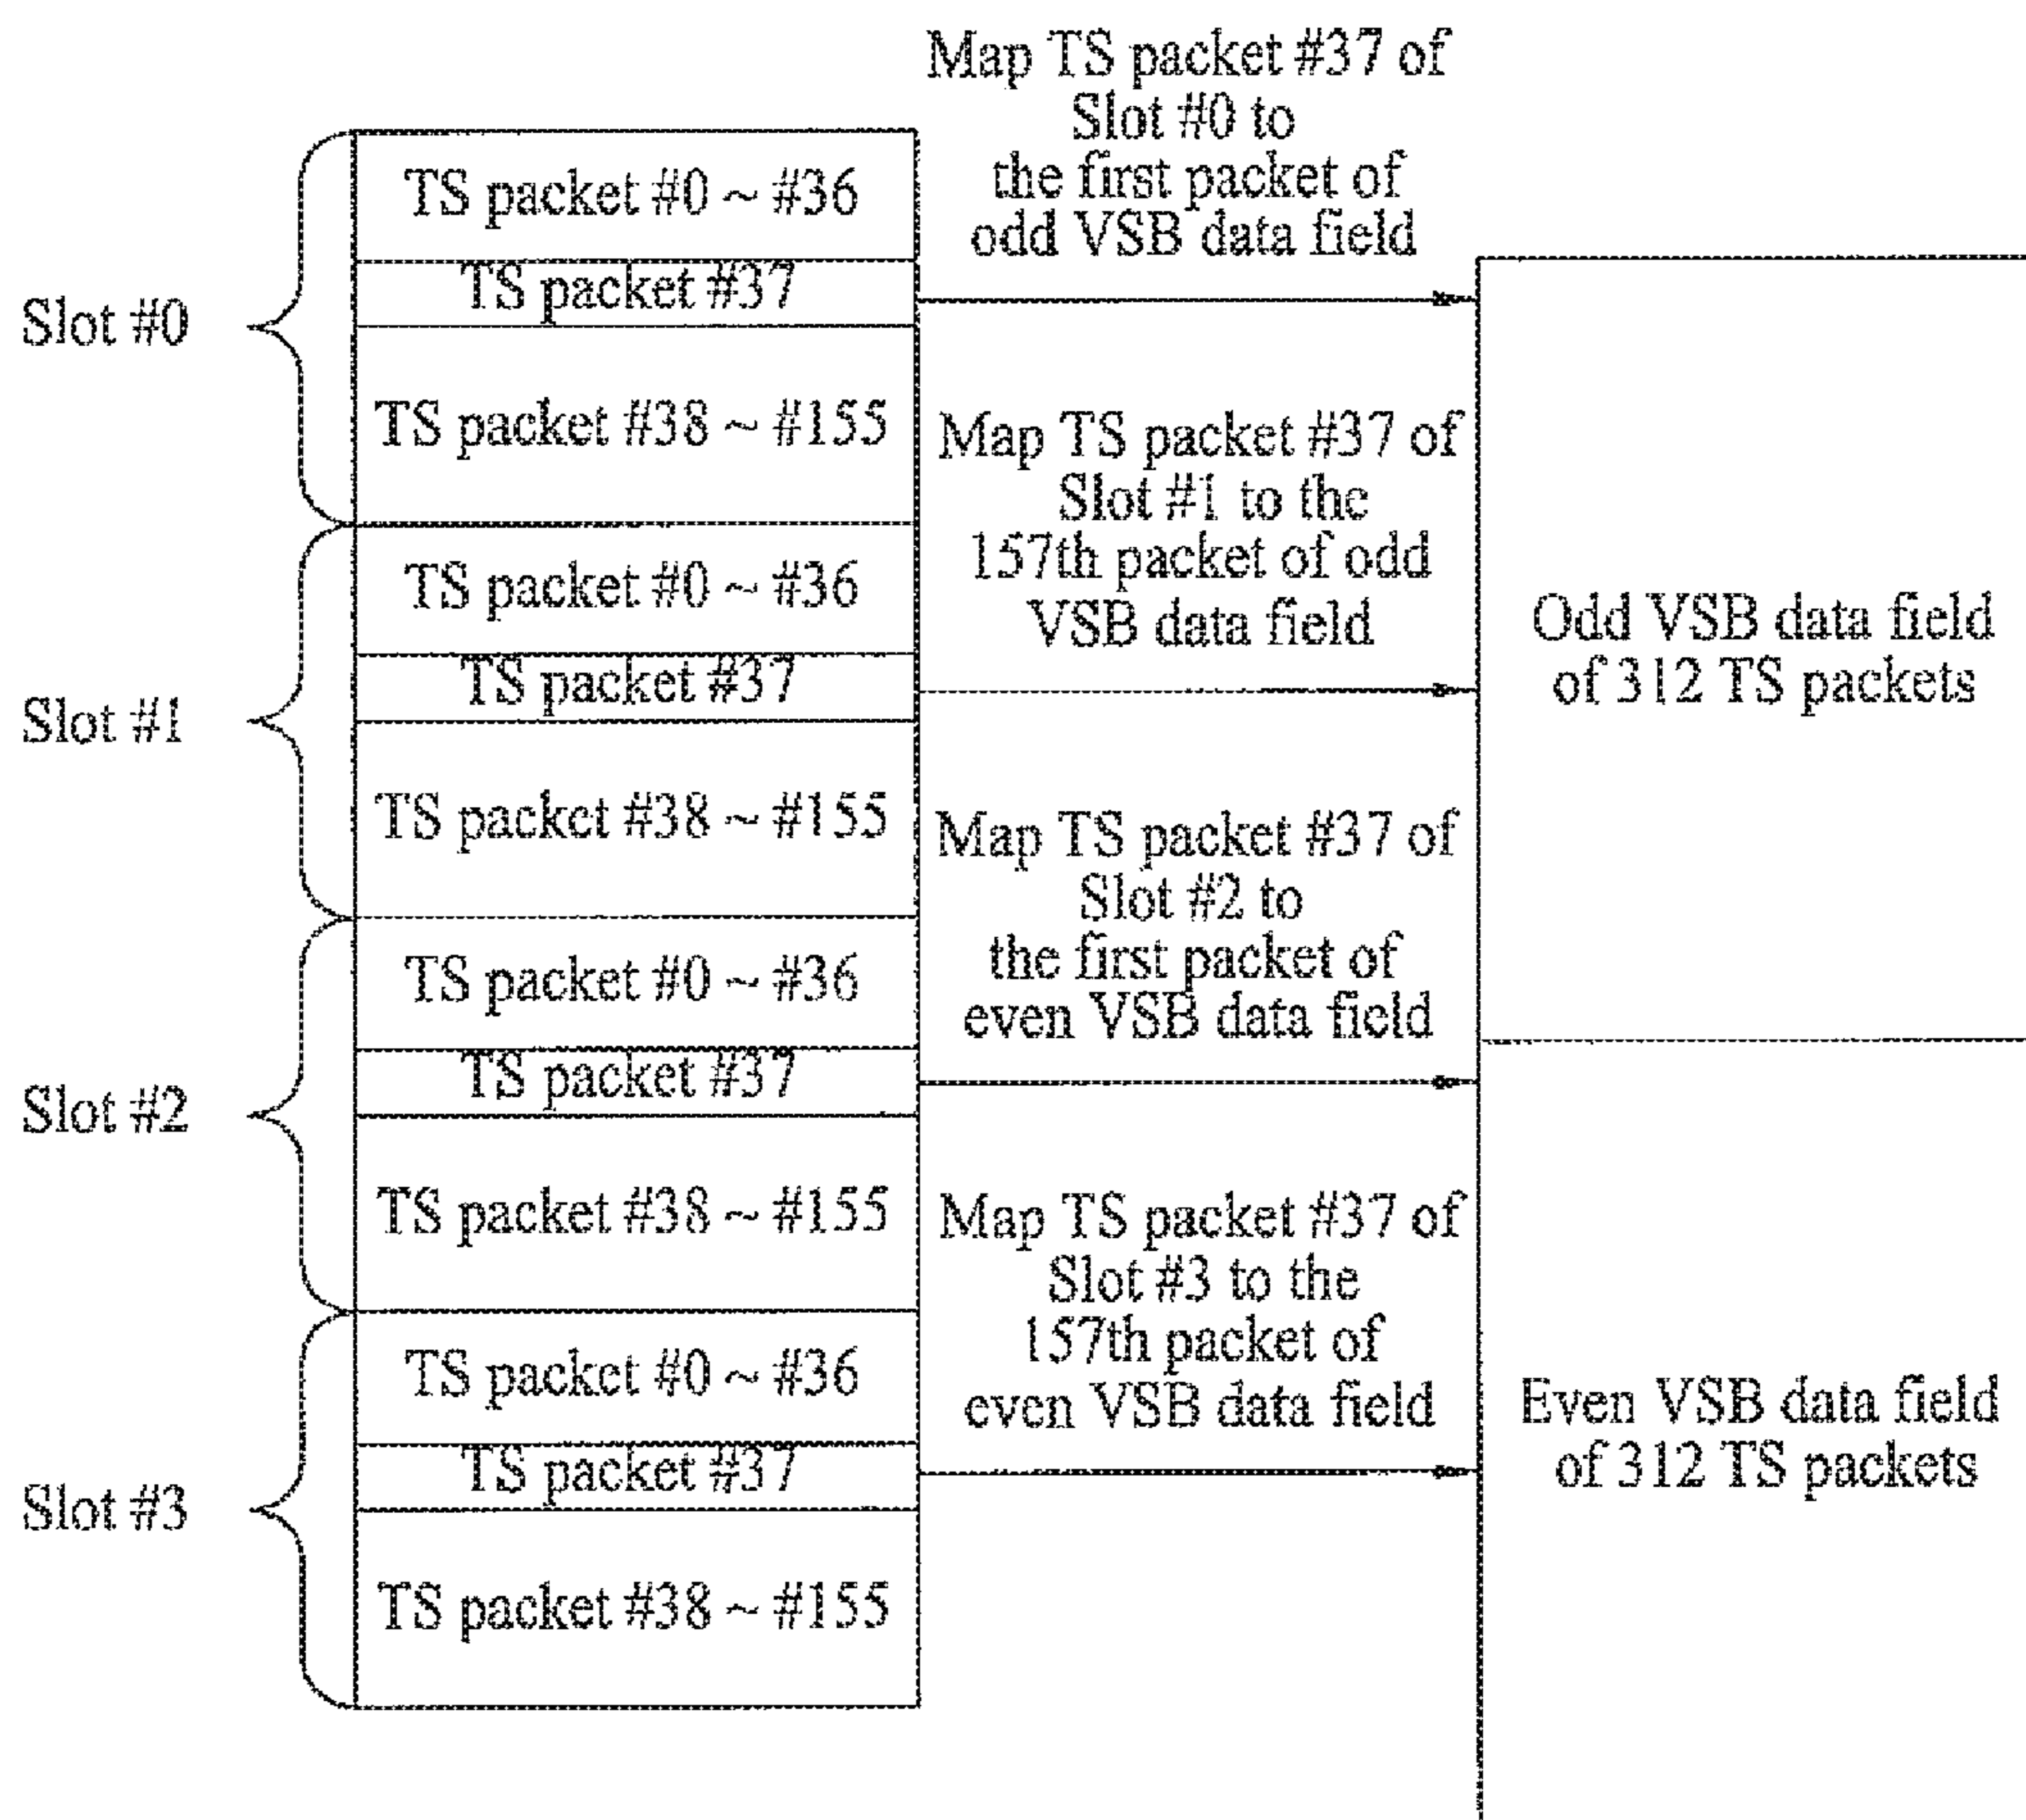 Map TS packet #37 of
Slot #0 to
the first packet of
odd VSB data field
Slot #0
TS packet #0 ~ #36
TS packet #37
TS packet #38 ~ #155
Map TS packet #37 of
Slot #1 to the
157th packet of odd
VSB data field
Slot #1
TS packet #0 ~ #36
TS packet #37
TS packet #38 ~ #155
Odd VSB data field
of 312 TS packets
Map TS packet #37 of
Slot #2 to
the first packet of
even VSB data field
Slot #2
TS packet #0 ~ #36
TS packet #37
TS packet #38 ~ #155
Map TS packet #37 of
Slot #3 to the
157th packet of
even VSB data field
Slot #3
TS packet #0 ~ #36
TS packet #37
TS packet #38 ~ #155
Even VSB data field
of 312 TS packets